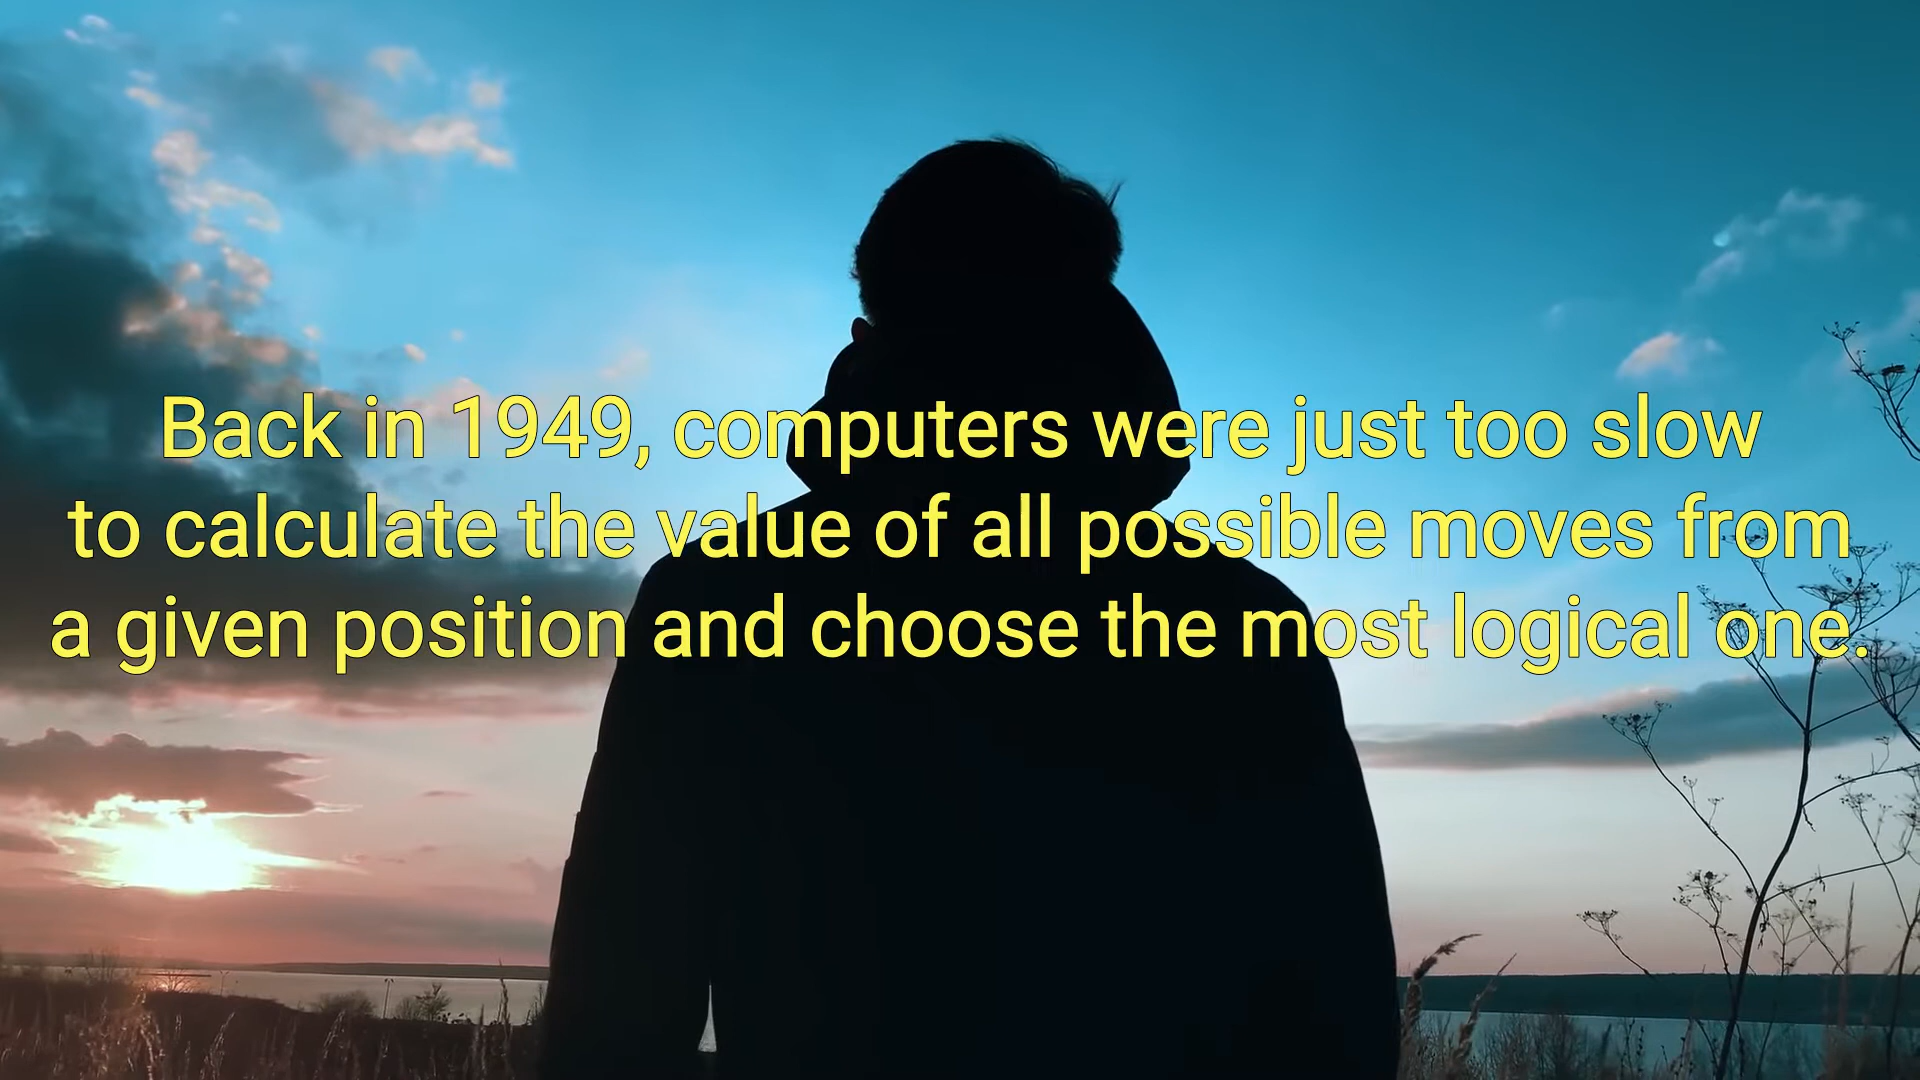 Back in 1949, computers were just too slow
to calculate the value of all possible moves from
a given position and choose the most logical one.